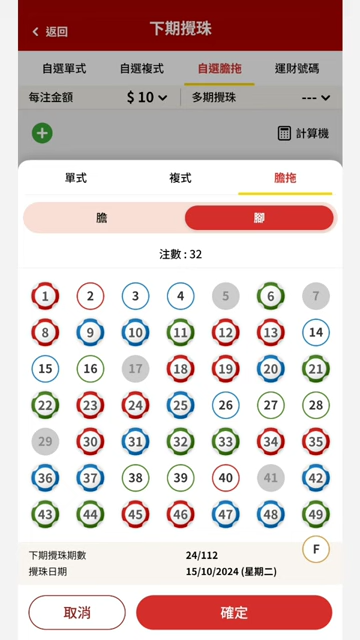 返回
下期攪珠
自選單式 自選複式 自選膽拖 運財號碼
每注金額 $ 10 多期攪珠 ---
計算機
單式 複式 膽拖
膽 腳
注數 : 32
1 2 3 4 5 6 7
8 9 10 11 12 13 14
15 16 17 18 19 20 21
22 23 24 25 26 27 28
29 30 31 32 33 34 35
36 37 38 39 40 41 42
43 44 45 46 47 48 49
F
下期攪珠期數 24/112
攪珠日期 15/10/2024 (星期二)
取消 確定